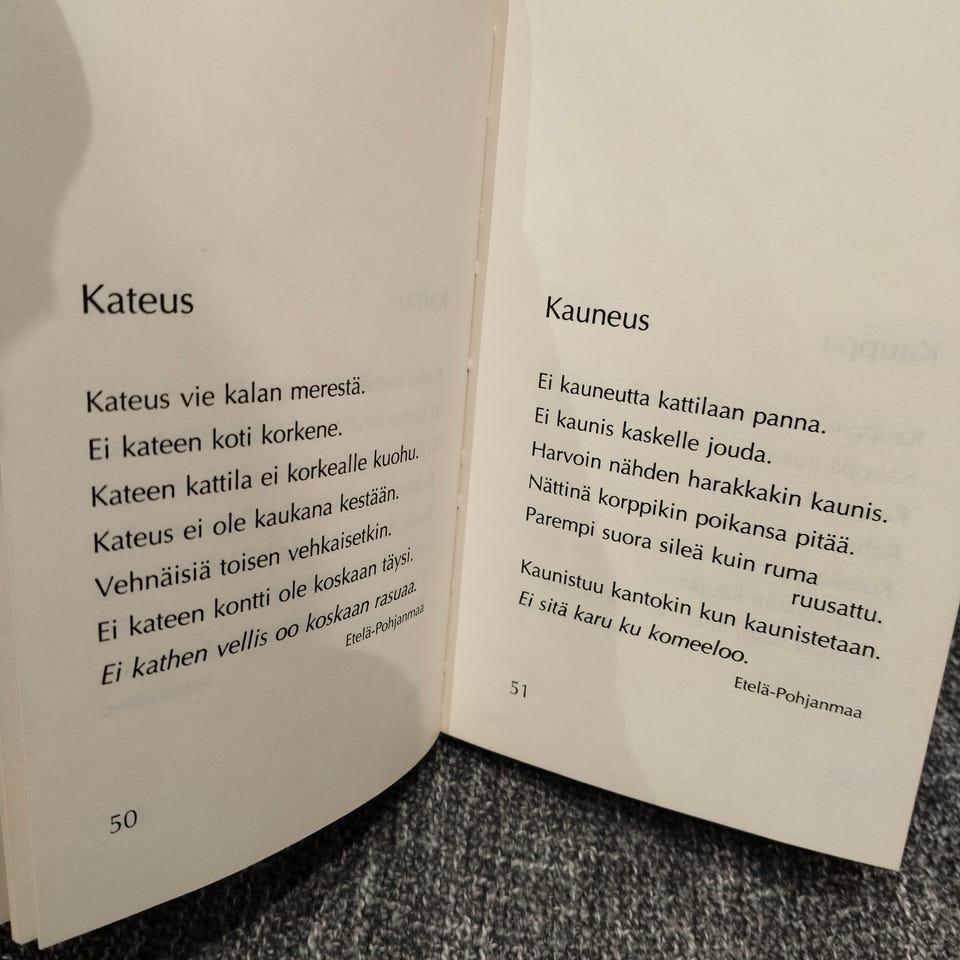 Kateus
Kateus vie kalan merestä.
Ei kateen koti korkene.
Kateen kattila ei korkealle kuohu.
Kateus ei ole kaukana kestään.
Vehnäisiä toisen vehkaisetkin.
Ei kateen kontti ole koskaan täysi.
Ei kathen vellis oo koskaan rasuaa.
Etelä-Pohjanmaa
50
Kauneus
Ei kauneutta kattilaan panna.
Ei kaunis kaskelle jouda.
Harvoin nähden harakkakin kaunis.
Nättinä korppikin poikansa pitää.
Parempi suora sileä kuin ruma
ruusattu.
Kaunistuu kantokin kun kaunistetaan.
Ei sitä karu ku komeeloo.
Etelä-Pohjanmaa
51